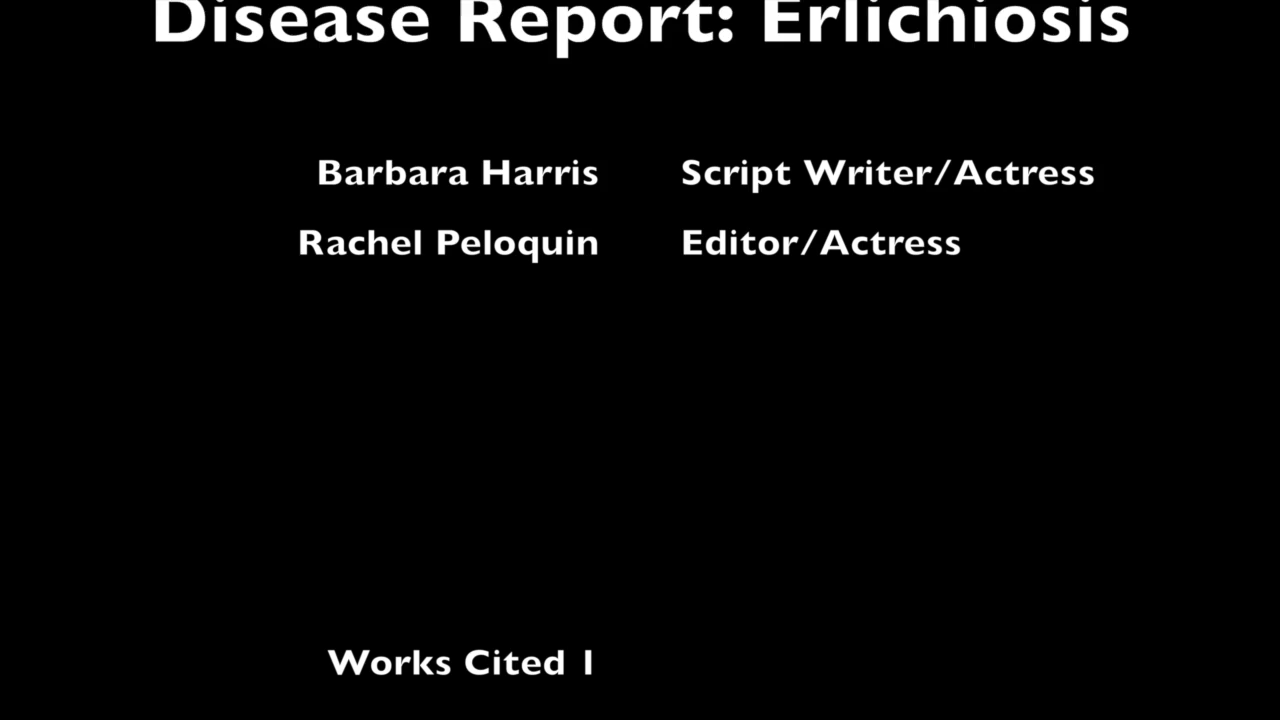 Disease Report: Erlichiosis
Barbara Harris Script Writer/Actress
Rachel Peloquin Editor/Actress
Works Cited 1